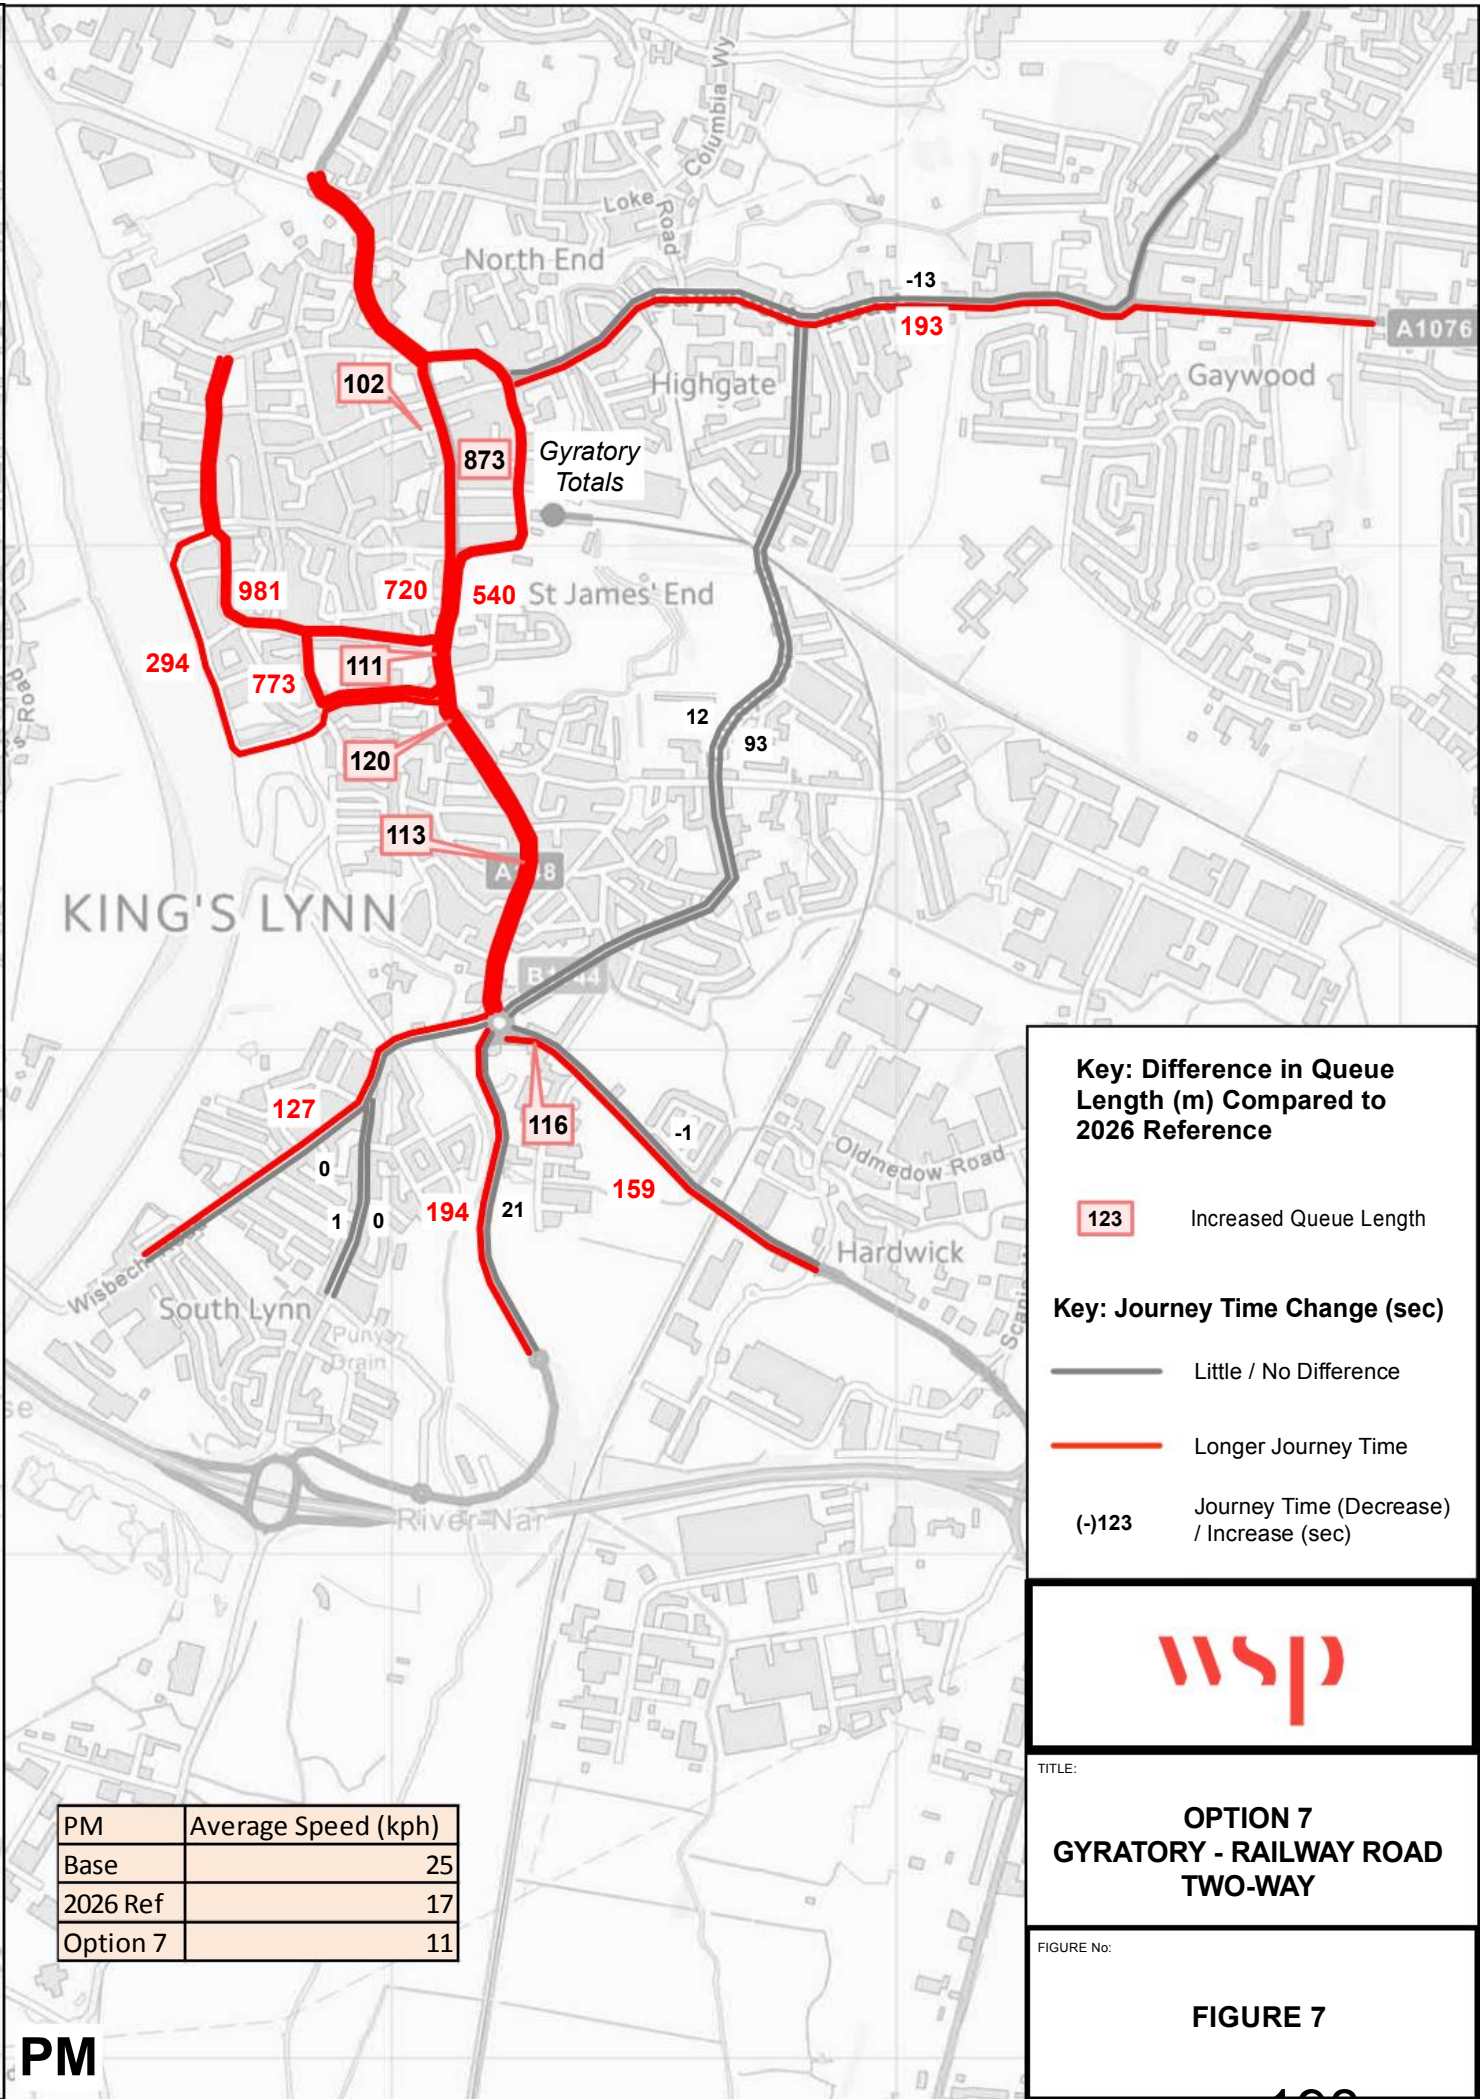 Columbia Wy
Loke Road
North End
-13
193
A1076
102
Highgate
Gaywood
873
Gyratory
Totals
981
720
540
St James' End
294
773
111
Road
12
93
120
113
KING'S LYNN
127
116
-1
Oldmedow Road
0
159
194
21
1
0
Hardwick
Wisbech
South Lynn
Puny
Drain
River Nar
Key: Difference in Queue
Length (m) Compared to
2026 Reference
123 Increased Queue Length
Key: Journey Time Change (sec)
Little / No Difference
Longer Journey Time
(-)123 Journey Time (Decrease)
/ Increase (sec)
wsp
TITLE:
OPTION 7
GYRATORY - RAILWAY ROAD
TWO-WAY
FIGURE No:
FIGURE 7
PM Average Speed (kph)
Base 25
2026 Ref 17
Option 7 11
PM